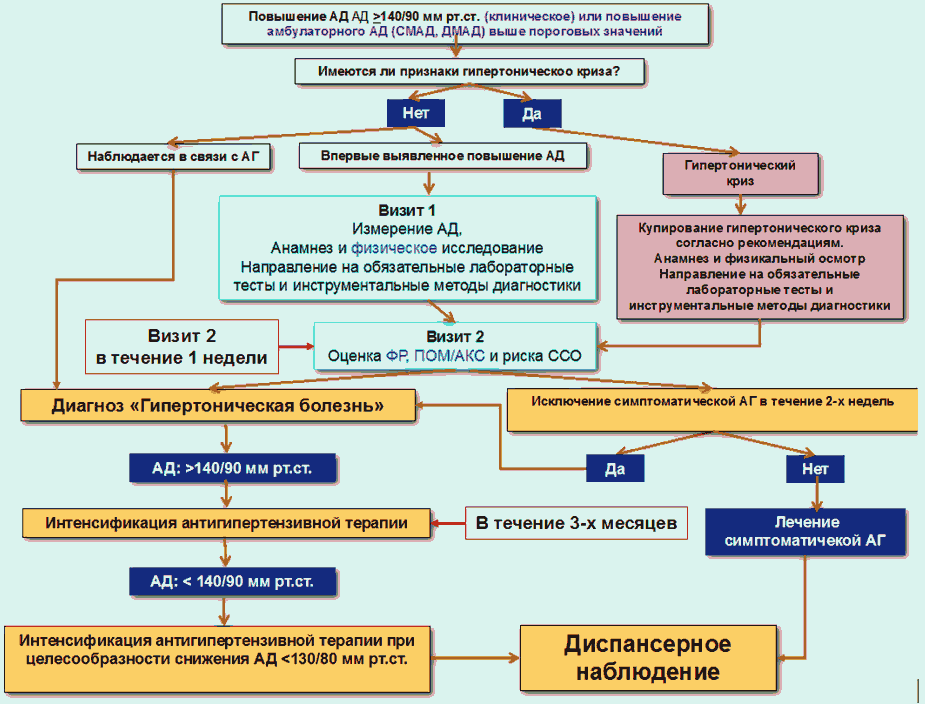 Повышение АД АД >140/90 мм рт.ст. (клиническое) или повышение
амбулаторного АД (СМАД, ДМАД) выше пороговых значений
Имеются ли признаки гипертоническо криза?
Нет
Да
Наблюдается в связи с АГ
Впервые выявленное повышение АД
Гипертонический
криз
Визит 1
Измерение АД,
Анамнез и физическое исследование
Направление на обязательные лабораторные
тесты и инструментальные методы диагностики
Купирование гипертонического криза
согласно рекомендациям.
Анамнез и физикальный осмотр
Направление на обязательные
лабораторные тесты и
инструментальные методы диагностики
Визит 2
в течение 1 недели
Визит 2
Оценка ФР, ПОМ/АКС и риска ССО
Диагноз «Гипертоническая болезнь»
Исключение симптоматической АГ в течение 2-х недель
АД: >140/90 мм рт.ст.
Да
Нет
Интенсификация антигипертензивной терапии
В течение 3-х месяцев
Лечение
симптоматичекой АГ
АД: < 140/90 мм рт.ст.
Интенсификация антигипертензивной терапии при
целесообразности снижения АД <130/80 мм рт.ст.
Диспансерное
наблюдение